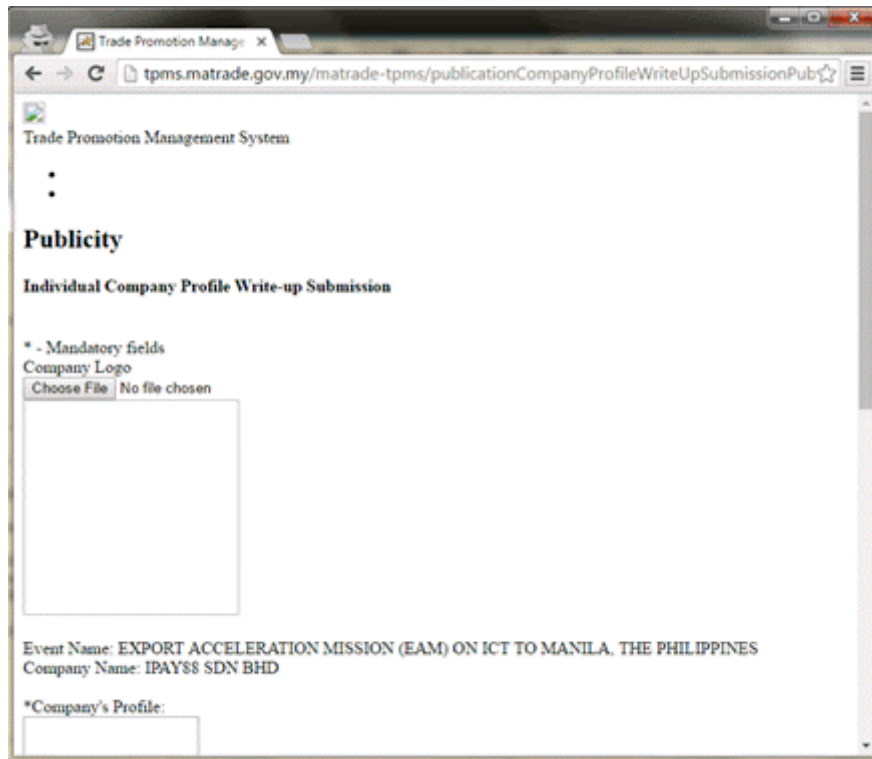 Trade Promotion Manage
tpms.matrade.gov.my/matrade-tpms/publicationCompanyProfileWriteUpSubmissionPub
Trade Promotion Management System
Publicity
Individual Company Profile Write-up Submission
* - Mandatory fields
Company Logo
Choose File No file chosen
Event Name: EXPORT ACCELERATION MISSION (EAM) ON ICT TO MANILA, THE PHILIPPINES
Company Name: IPAY88 SDN BHD
*Company's Profile: